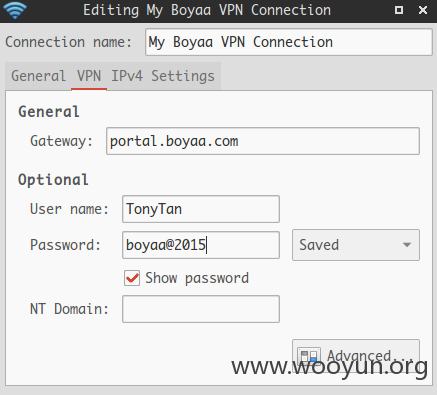 Editing My Boyaa VPN Connection
Connection name: My Boyaa VPN Connection
General VPN IPv4 Settings
General
Gateway: portal.boyaa.com
Optional
User name: TonyTan
Password: boyaa@2015 Saved
Show password
NT Domain:
Advanced...
www.wooyun.org